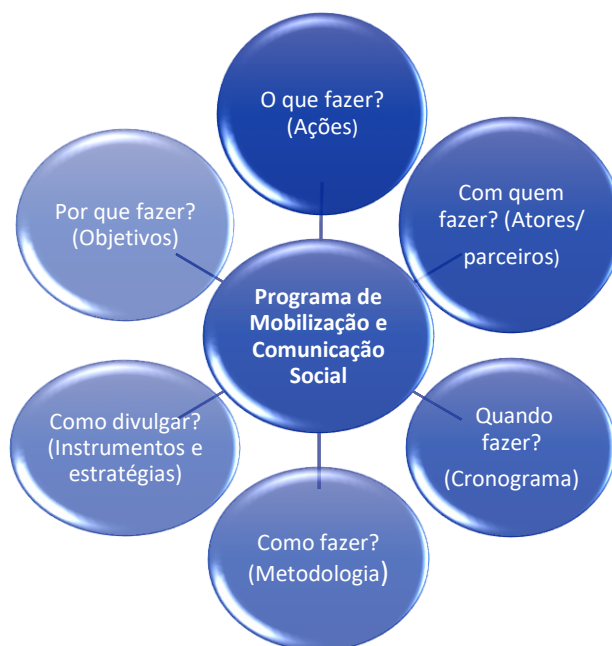 O que fazer?
(Ações)
Com quem
fazer? (Atores/
parceiros)
Quando
fazer?
(Cronograma)
Como fazer?
(Metodologia)
Como divulgar?
(Instrumentos e
estratégias)
Por que fazer?
(Objetivos)
Programa de
Mobilização e
Comunicação
Social